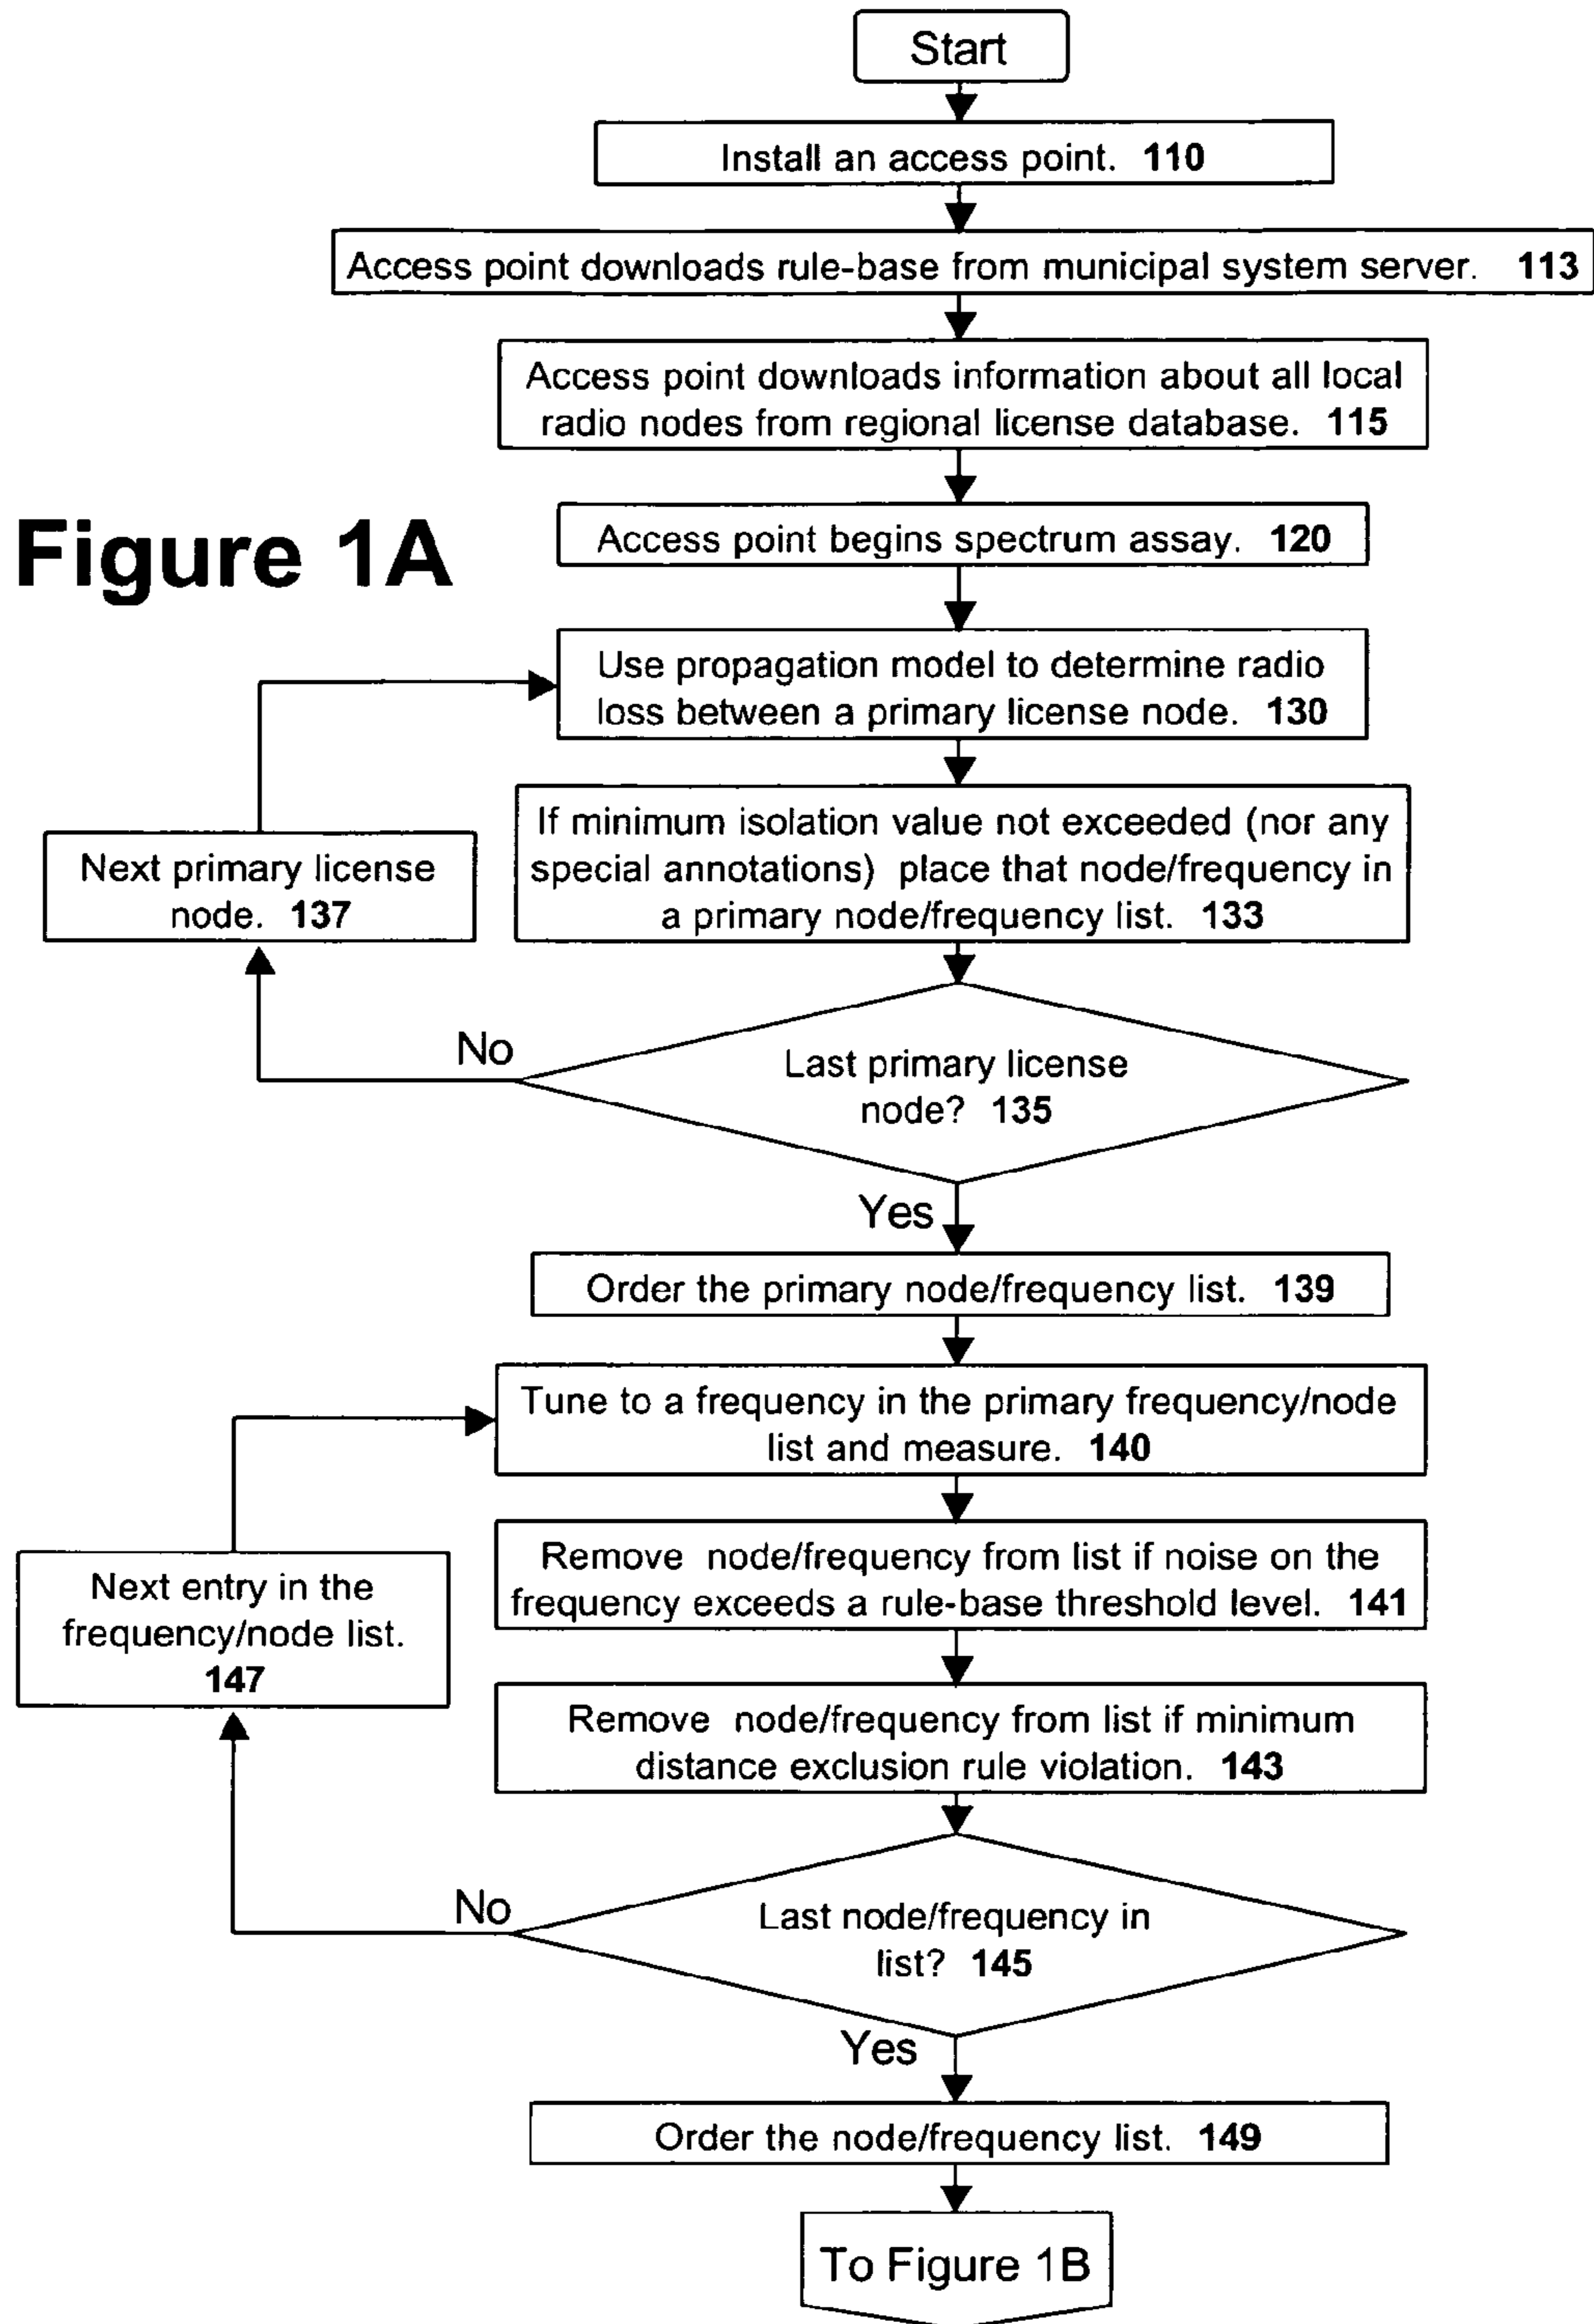 Start
Install an access point. 110
Access point downloads rule-base from municipal system server. 113
Access point downloads information about all local
radio nodes from regional license database. 115
Figure 1A
Access point begins spectrum assay. 120
Use propagation model to determine radio
loss between a primary license node. 130
If minimum isolation value not exceeded (nor any
special annotations) place that node/frequency in
a primary node/frequency list. 133
Next primary license
node. 137
No
Last primary license
node? 135
Yes
Order the primary node/frequency list. 139
Tune to a frequency in the primary frequency/node
list and measure. 140
Remove node/frequency from list if noise on the
frequency exceeds a rule-base threshold level. 141
Next entry in the
frequency/node list.
147
Remove node/frequency from list if minimum
distance exclusion rule violation. 143
No
Last node/frequency in
list? 145
Yes
Order the node/frequency list. 149
To Figure 1B